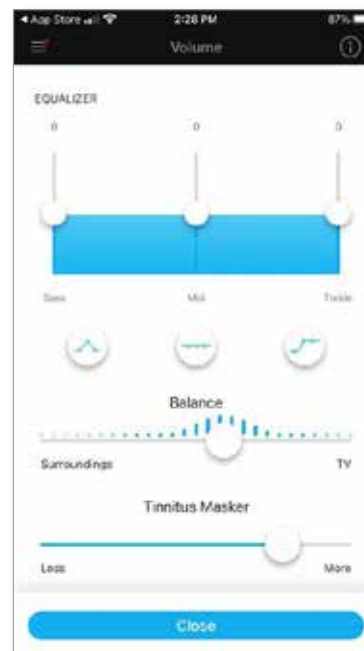 App Store 2:28 PM 87%
Volume
EQUALIZER
0 0 0
Bass Mid Treble
Balance
Surroundings TV
Tinnitus Masker
Less More
Close